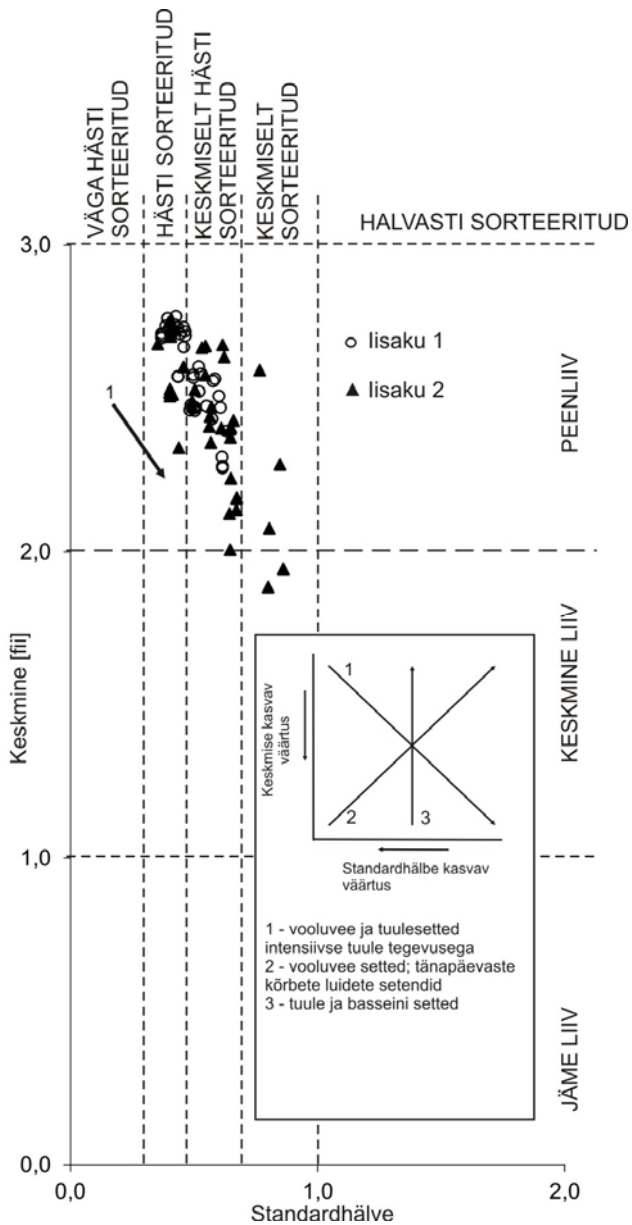 VÄGA HÄSTI
SORTEERITUD
HÄSTI SORTEERITUD
KESKMISELT HÄSTI
SORTEERITUD
KESKMISELT
SORTEERITUD
HALVASTI SORTEERITUD
3,0
Iisaku 1
Iisaku 2
1
PEENLIIV
2,0
Keskmine [fii]
KESKMINE LIIV
1
2
3
Keskmise kasvav
väärtus
Standardhälbe kasvav
väärtus
1,0
1 - vooluvee ja tuulesetted
intensiivse tuule tegevusega
2 - vooluvee setted; tänapäevaste
kõrbete luidete setendid
3 - tuule ja basseini setted
JÄME LIIV
0,0
0,0
1,0
2,0
Standardhälve